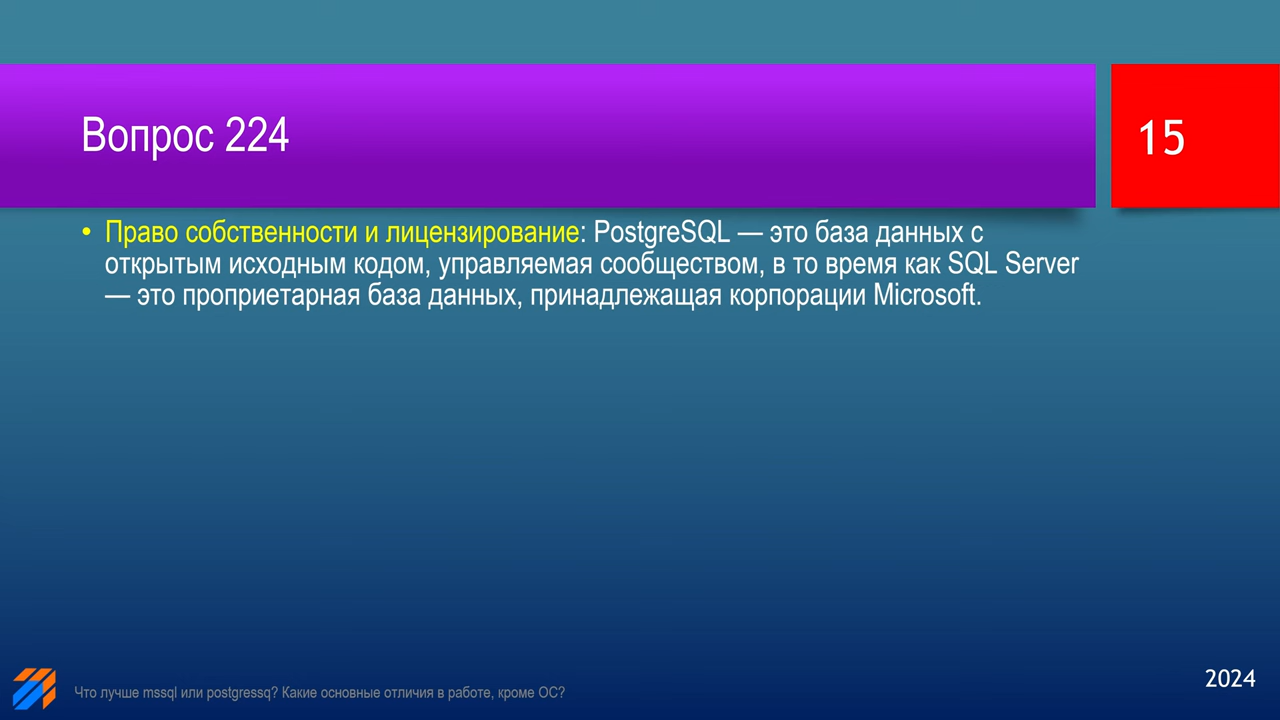 Вопрос 224
15
• Право собственности и лицензирование: PostgreSQL — это база данных с
открытым исходным кодом, управляемая сообществом, в то время как SQL Server
— это проприетарная база данных, принадлежащая корпорации Microsoft.
Что лучше mssql или postgressq? Какие основные отличия в работе, кроме ОС?
2024